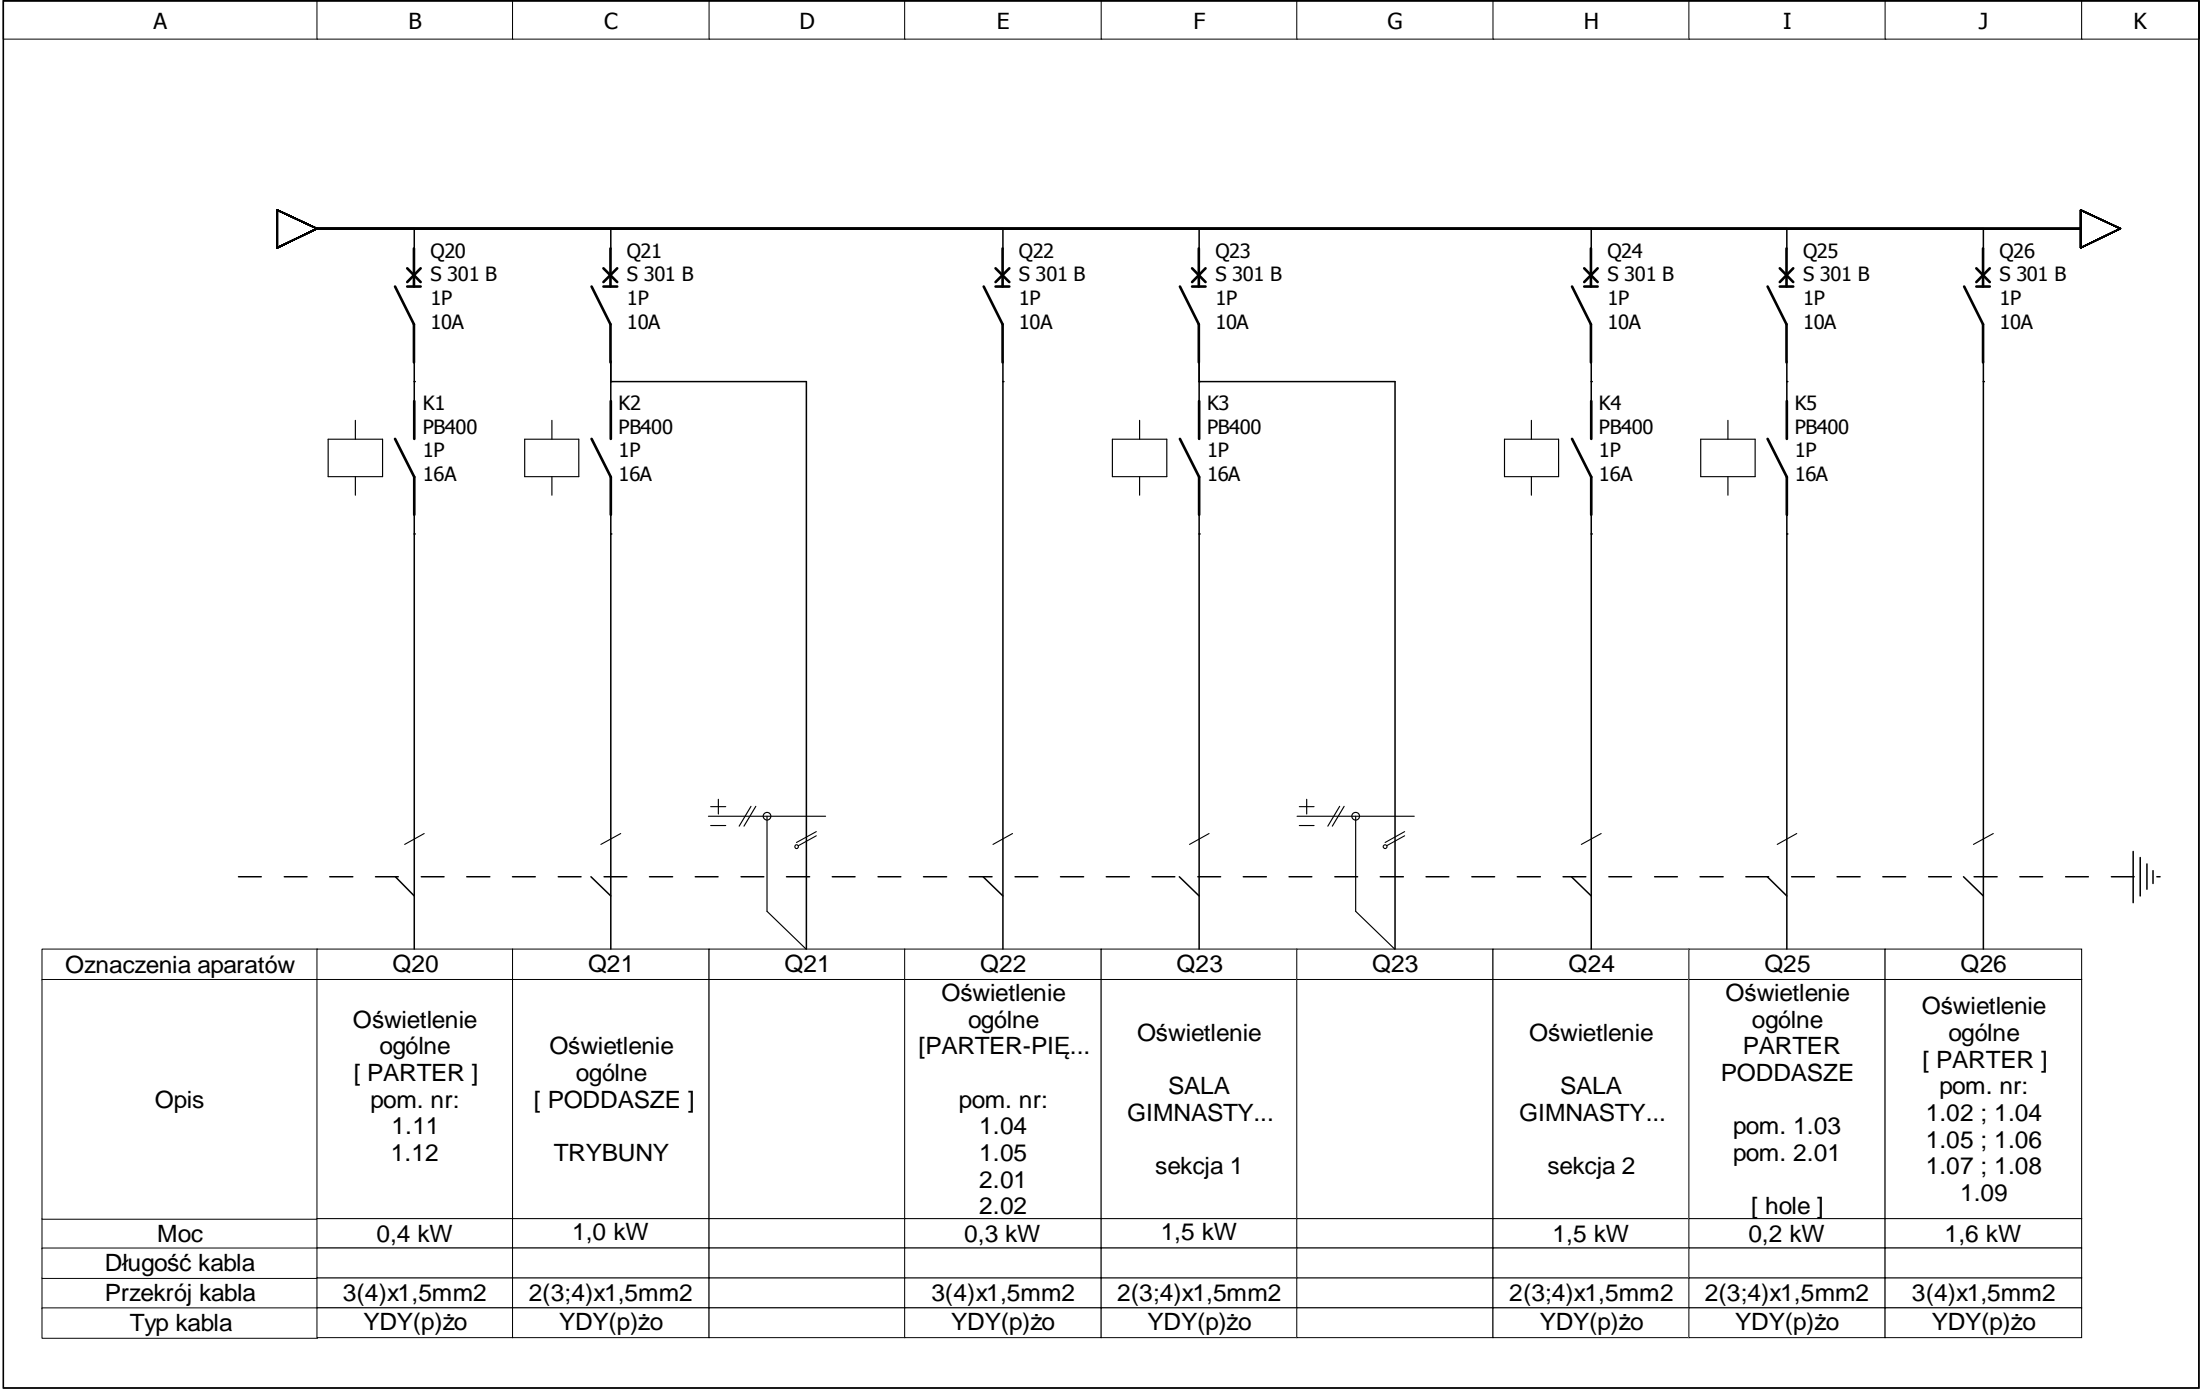 A B C D E F G H I J K
Q20
S 301 B
1P
10A
Q21
S 301 B
1P
10A
Q22
S 301 B
1P
10A
Q23
S 301 B
1P
10A
Q24
S 301 B
1P
10A
Q25
S 301 B
1P
10A
Q26
S 301 B
1P
10A
K1
PB400
1P
16A
K2
PB400
1P
16A
K3
PB400
1P
16A
K4
PB400
1P
16A
K5
PB400
1P
16A
Oznaczenia aparatów Q20 Q21 Q21 Q22 Q23 Q23 Q24 Q25 Q26
Opis
Oświetlenie
ogólne
[ PARTER ]
pom. nr:
1.11
1.12
Oświetlenie
ogólne
[ PODDASZE ]
TRYBUNY
Oświetlenie
ogólne
[PARTER-PIĘ...
pom. nr:
1.04
1.05
2.01
2.02
Oświetlenie
SALA
GIMNASTY...
sekcja 1
Oświetlenie
SALA
GIMNASTY...
sekcja 2
Oświetlenie
ogólne
PARTER
PODDASZE
pom. 1.03
pom. 2.01
[ hole ]
Oświetlenie
ogólne
[ PARTER ]
pom. nr:
1.02 ; 1.04
1.05 ; 1.06
1.07 ; 1.08
1.09
Moc 0,4 kW 1,0 kW 0,3 kW 1,5 kW 1,5 kW 0,2 kW 1,6 kW
Długość kabla
Przekrój kabla 3(4)x1,5mm2 2(3;4)x1,5mm2 3(4)x1,5mm2 2(3;4)x1,5mm2 2(3;4)x1,5mm2 2(3;4)x1,5mm2 3(4)x1,5mm2
Typ kabla YDY(p)żo YDY(p)żo YDY(p)żo YDY(p)żo YDY(p)żo YDY(p)żo YDY(p)żo